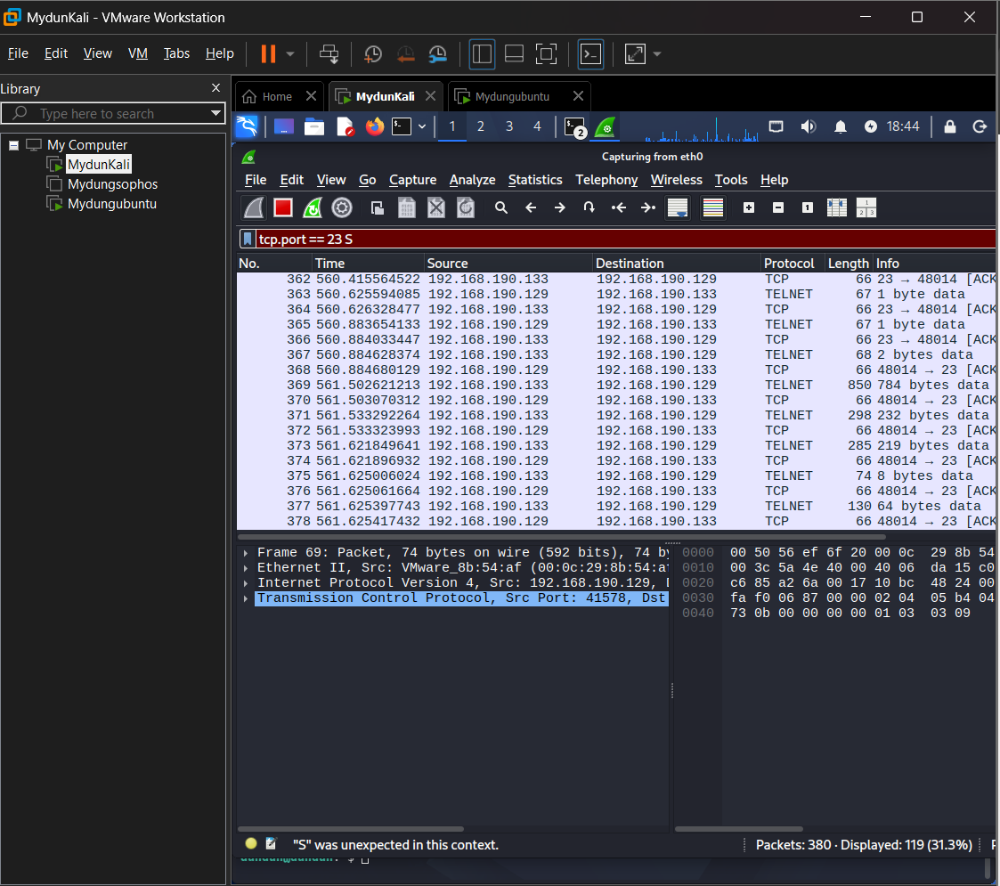 MydunKali - VMware Workstation
File Edit View VM Tabs Help
Library
Type here to search
My Computer
MydunKali
Mydungsophos
Mydungubuntu
Home MydunKali Mydungubuntu
1 2 3 4 2 18:44
Capturing from eth0
File Edit View Go Capture Analyze Statistics Telephony Wireless Tools Help
tcp.port == 23 S
No. Time Source Destination Protocol Length Info
362 560.415564522 192.168.190.133 192.168.190.129 TCP 66 23 → 48014 [ACK
363 560.625594085 192.168.190.129 192.168.190.133 TELNET 67 1 byte data
364 560.626328477 192.168.190.133 192.168.190.129 TCP 66 23 → 48014 [ACK
365 560.883654133 192.168.190.129 192.168.190.133 TELNET 67 1 byte data
366 560.884033447 192.168.190.133 192.168.190.129 TCP 66 23 → 48014 [ACK
367 560.884628374 192.168.190.133 192.168.190.129 TELNET 68 2 bytes data
368 560.884680129 192.168.190.129 192.168.190.133 TCP 66 48014 → 23 [ACK
369 561.502621213 192.168.190.133 192.168.190.129 TELNET 850 784 bytes data
370 561.503070312 192.168.190.129 192.168.190.133 TCP 66 48014 → 23 [ACK
371 561.533292264 192.168.190.133 192.168.190.129 TELNET 298 232 bytes data
372 561.533323993 192.168.190.129 192.168.190.133 TCP 66 48014 → 23 [ACK
373 561.621849641 192.168.190.133 192.168.190.129 TELNET 285 219 bytes data
374 561.621896932 192.168.190.129 192.168.190.133 TCP 66 48014 → 23 [ACK
375 561.625006024 192.168.190.133 192.168.190.129 TELNET 74 8 bytes data
376 561.625061664 192.168.190.129 192.168.190.133 TCP 66 48014 → 23 [ACK
377 561.625397743 192.168.190.133 192.168.190.129 TELNET 130 64 bytes data
378 561.625417432 192.168.190.129 192.168.190.133 TCP 66 48014 → 23 [ACK
Frame 69: Packet, 74 bytes on wire (592 bits), 74 by
Ethernet II, Src: VMware_8b:54:af (00:0c:29:8b:54:a
Internet Protocol Version 4, Src: 192.168.190.129,
Transmission Control Protocol, Src Port: 41578, Dst
0000 00 50 56 ef 6f 20 00 0c 29 8b 54
0010 00 3c 5a 4e 40 00 40 06 da 15 c0
0020 c6 85 a2 6a 00 17 10 bc 48 24 00
0030 fa f0 06 87 00 00 02 04 05 b4 04
0040 73 0b 00 00 00 00 01 03 03 09
"S" was unexpected in this context.
Packets: 380 · Displayed: 119 (31.3%)